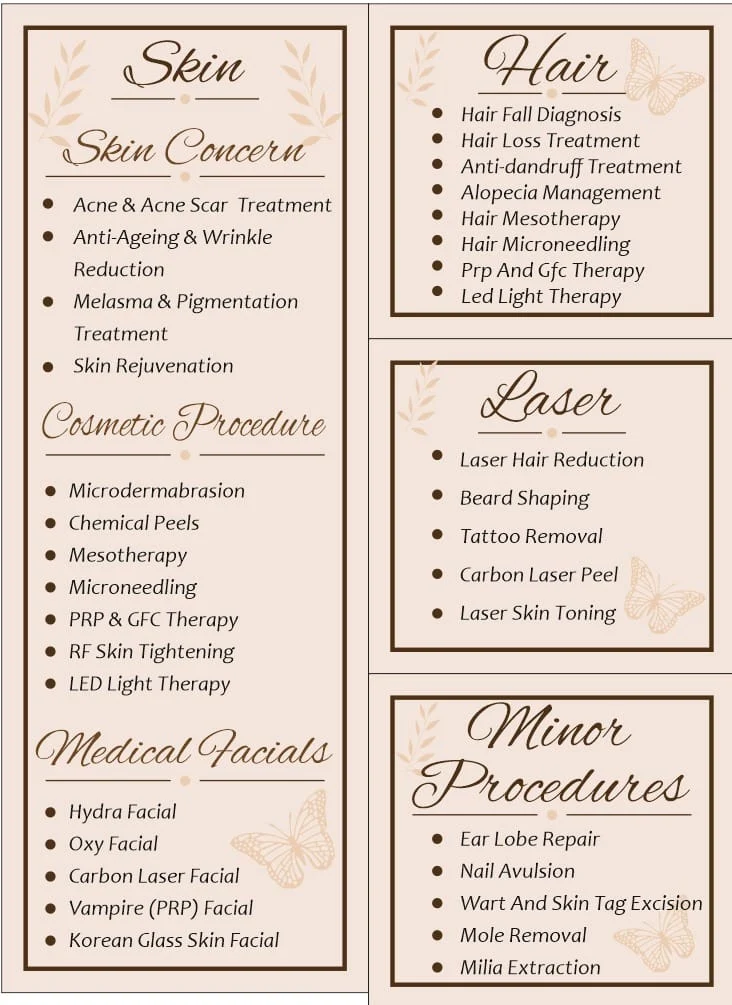 Skin
Skin Concern
Acne & Acne Scar Treatment
Anti-Ageing & Wrinkle
Reduction
Melasma & Pigmentation
Treatment
Skin Rejuvenation
Cosmetic Procedure
Microdermabrasion
Chemical Peels
Mesotherapy
Microneedling
PRP & GFC Therapy
RF Skin Tightening
LED Light Therapy
Medical Facials
Hydra Facial
Oxy Facial
Carbon Laser Facial
Vampire (PRP) Facial
Korean Glass Skin Facial
Hair
Hair Fall Diagnosis
Hair Loss Treatment
Anti-dandruff Treatment
Alopecia Management
Hair Mesotherapy
Hair Microneedling
Prp And Gfc Therapy
Led Light Therapy
Laser
Laser Hair Reduction
Beard Shaping
Tattoo Removal
Carbon Laser Peel
Laser Skin Toning
Minor
Procedures
Ear Lobe Repair
Nail Avulsion
Wart And Skin Tag Excision
Mole Removal
Milia Extraction